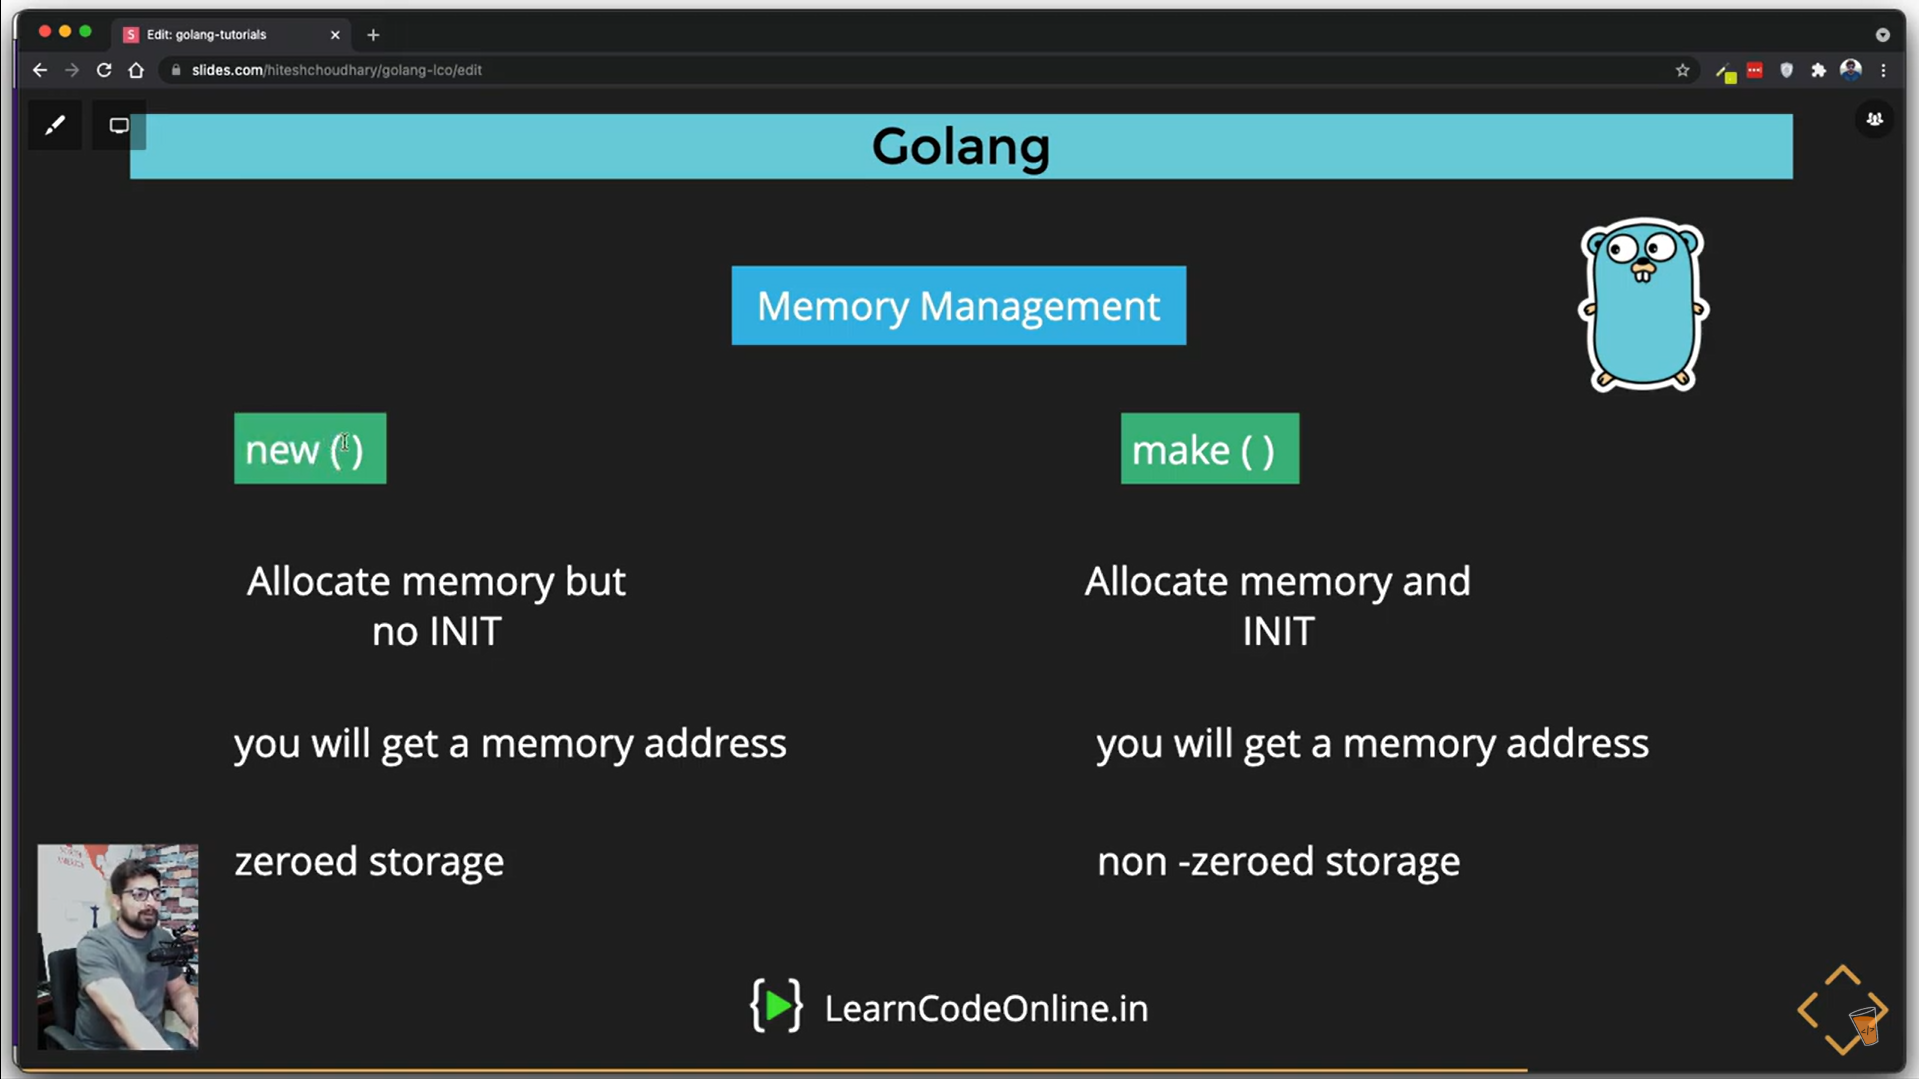 Edit: golang-tutorials
slides.com/hiteshchoudhary/golang-lco/edit
Golang
Memory Management
new ( )
make ( )
Allocate memory but
no INIT
Allocate memory and
INIT
you will get a memory address
you will get a memory address
zeroed storage
non -zeroed storage
LearnCodeOnline.in